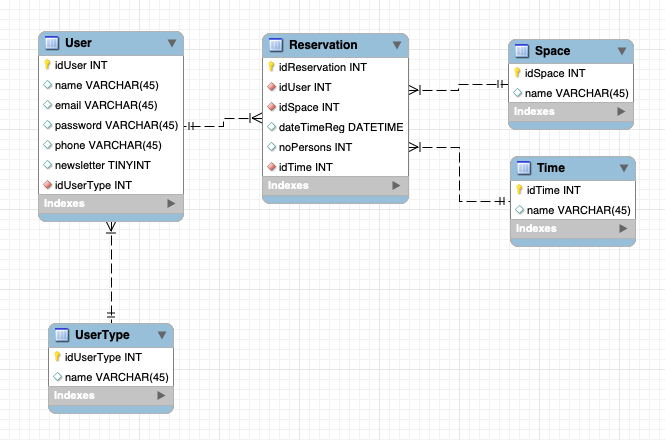 User
idUser INT
name VARCHAR(45)
email VARCHAR(45)
password VARCHAR(45)
phone VARCHAR(45)
newsletter TINYINT
idUserType INT
Indexes
Reservation
idReservation INT
idUser INT
idSpace INT
dateTimeReg DATETIME
noPersons INT
idTime INT
Indexes
Space
idSpace INT
name VARCHAR(45)
Indexes
Time
idTime INT
name VARCHAR(45)
Indexes
UserType
idUserType INT
name VARCHAR(45)
Indexes